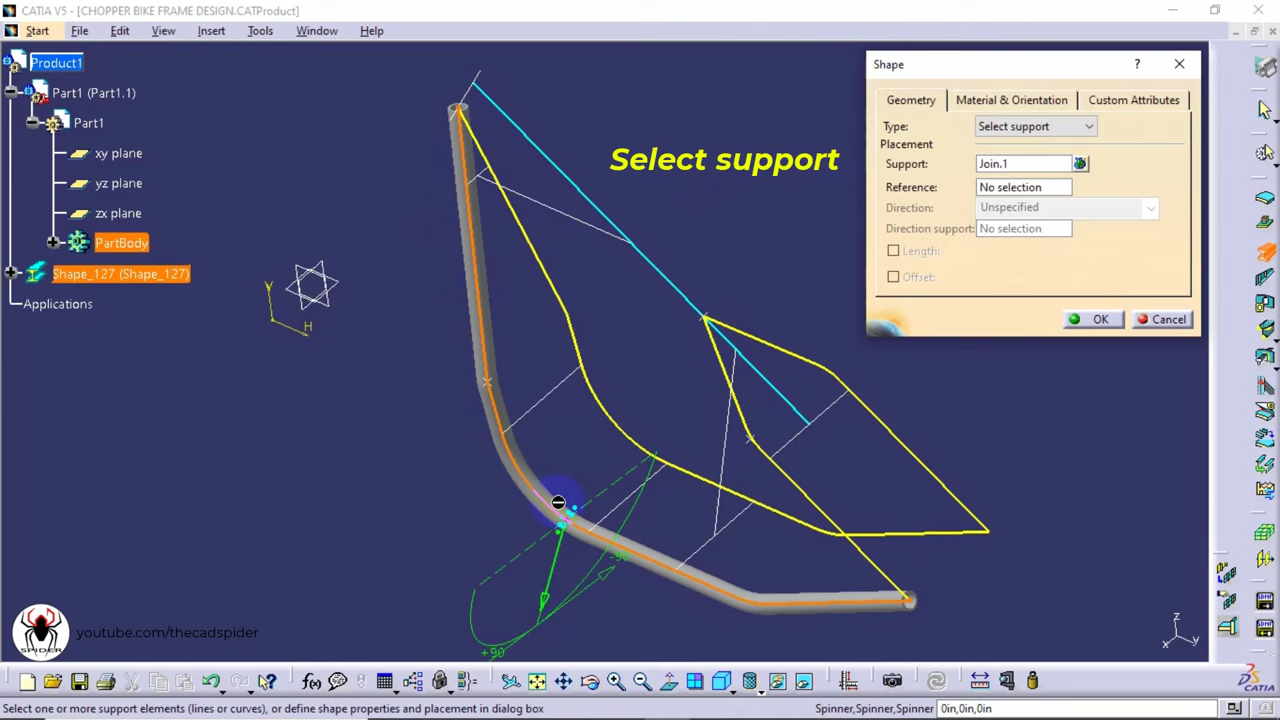 CATIA V5 - [CHOPPER BIKE FRAME DESIGN.CATProduct]
Start File Edit View Insert Tools Window Help
Product1
Part1 (Part1.1)
Part1
xy plane
yz plane
zx plane
PartBody
Shape_127 (Shape_127)
Applications
V
H
Select support
Shape
Geometry Material & Orientation Custom Attributes
Type: Select support
Placement
Support: Join.1
Reference: No selection
Direction: Unspecified
Direction support: No selection
Length:
Offset:
OK Cancel
-90
+90
SPIDER
youtube.com/thecadspider
z
x y
f(x)
CATIA
Select one or more support elements (lines or curves), or define shape properties and placement in dialog box
Spinner,Spinner,Spinner 0in,0in,0in